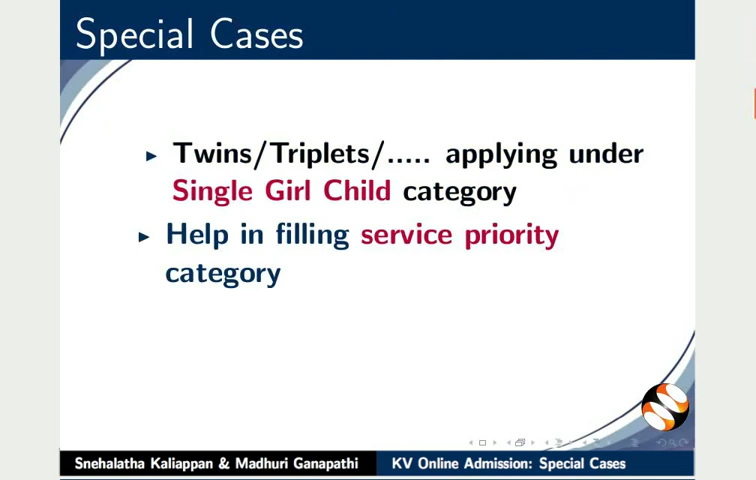 Special Cases
Twins/Triplets/..... applying under
Single Girl Child category
Help in filling service priority
category
Snehalatha Kaliappan & Madhuri Ganapathi KV Online Admission: Special Cases